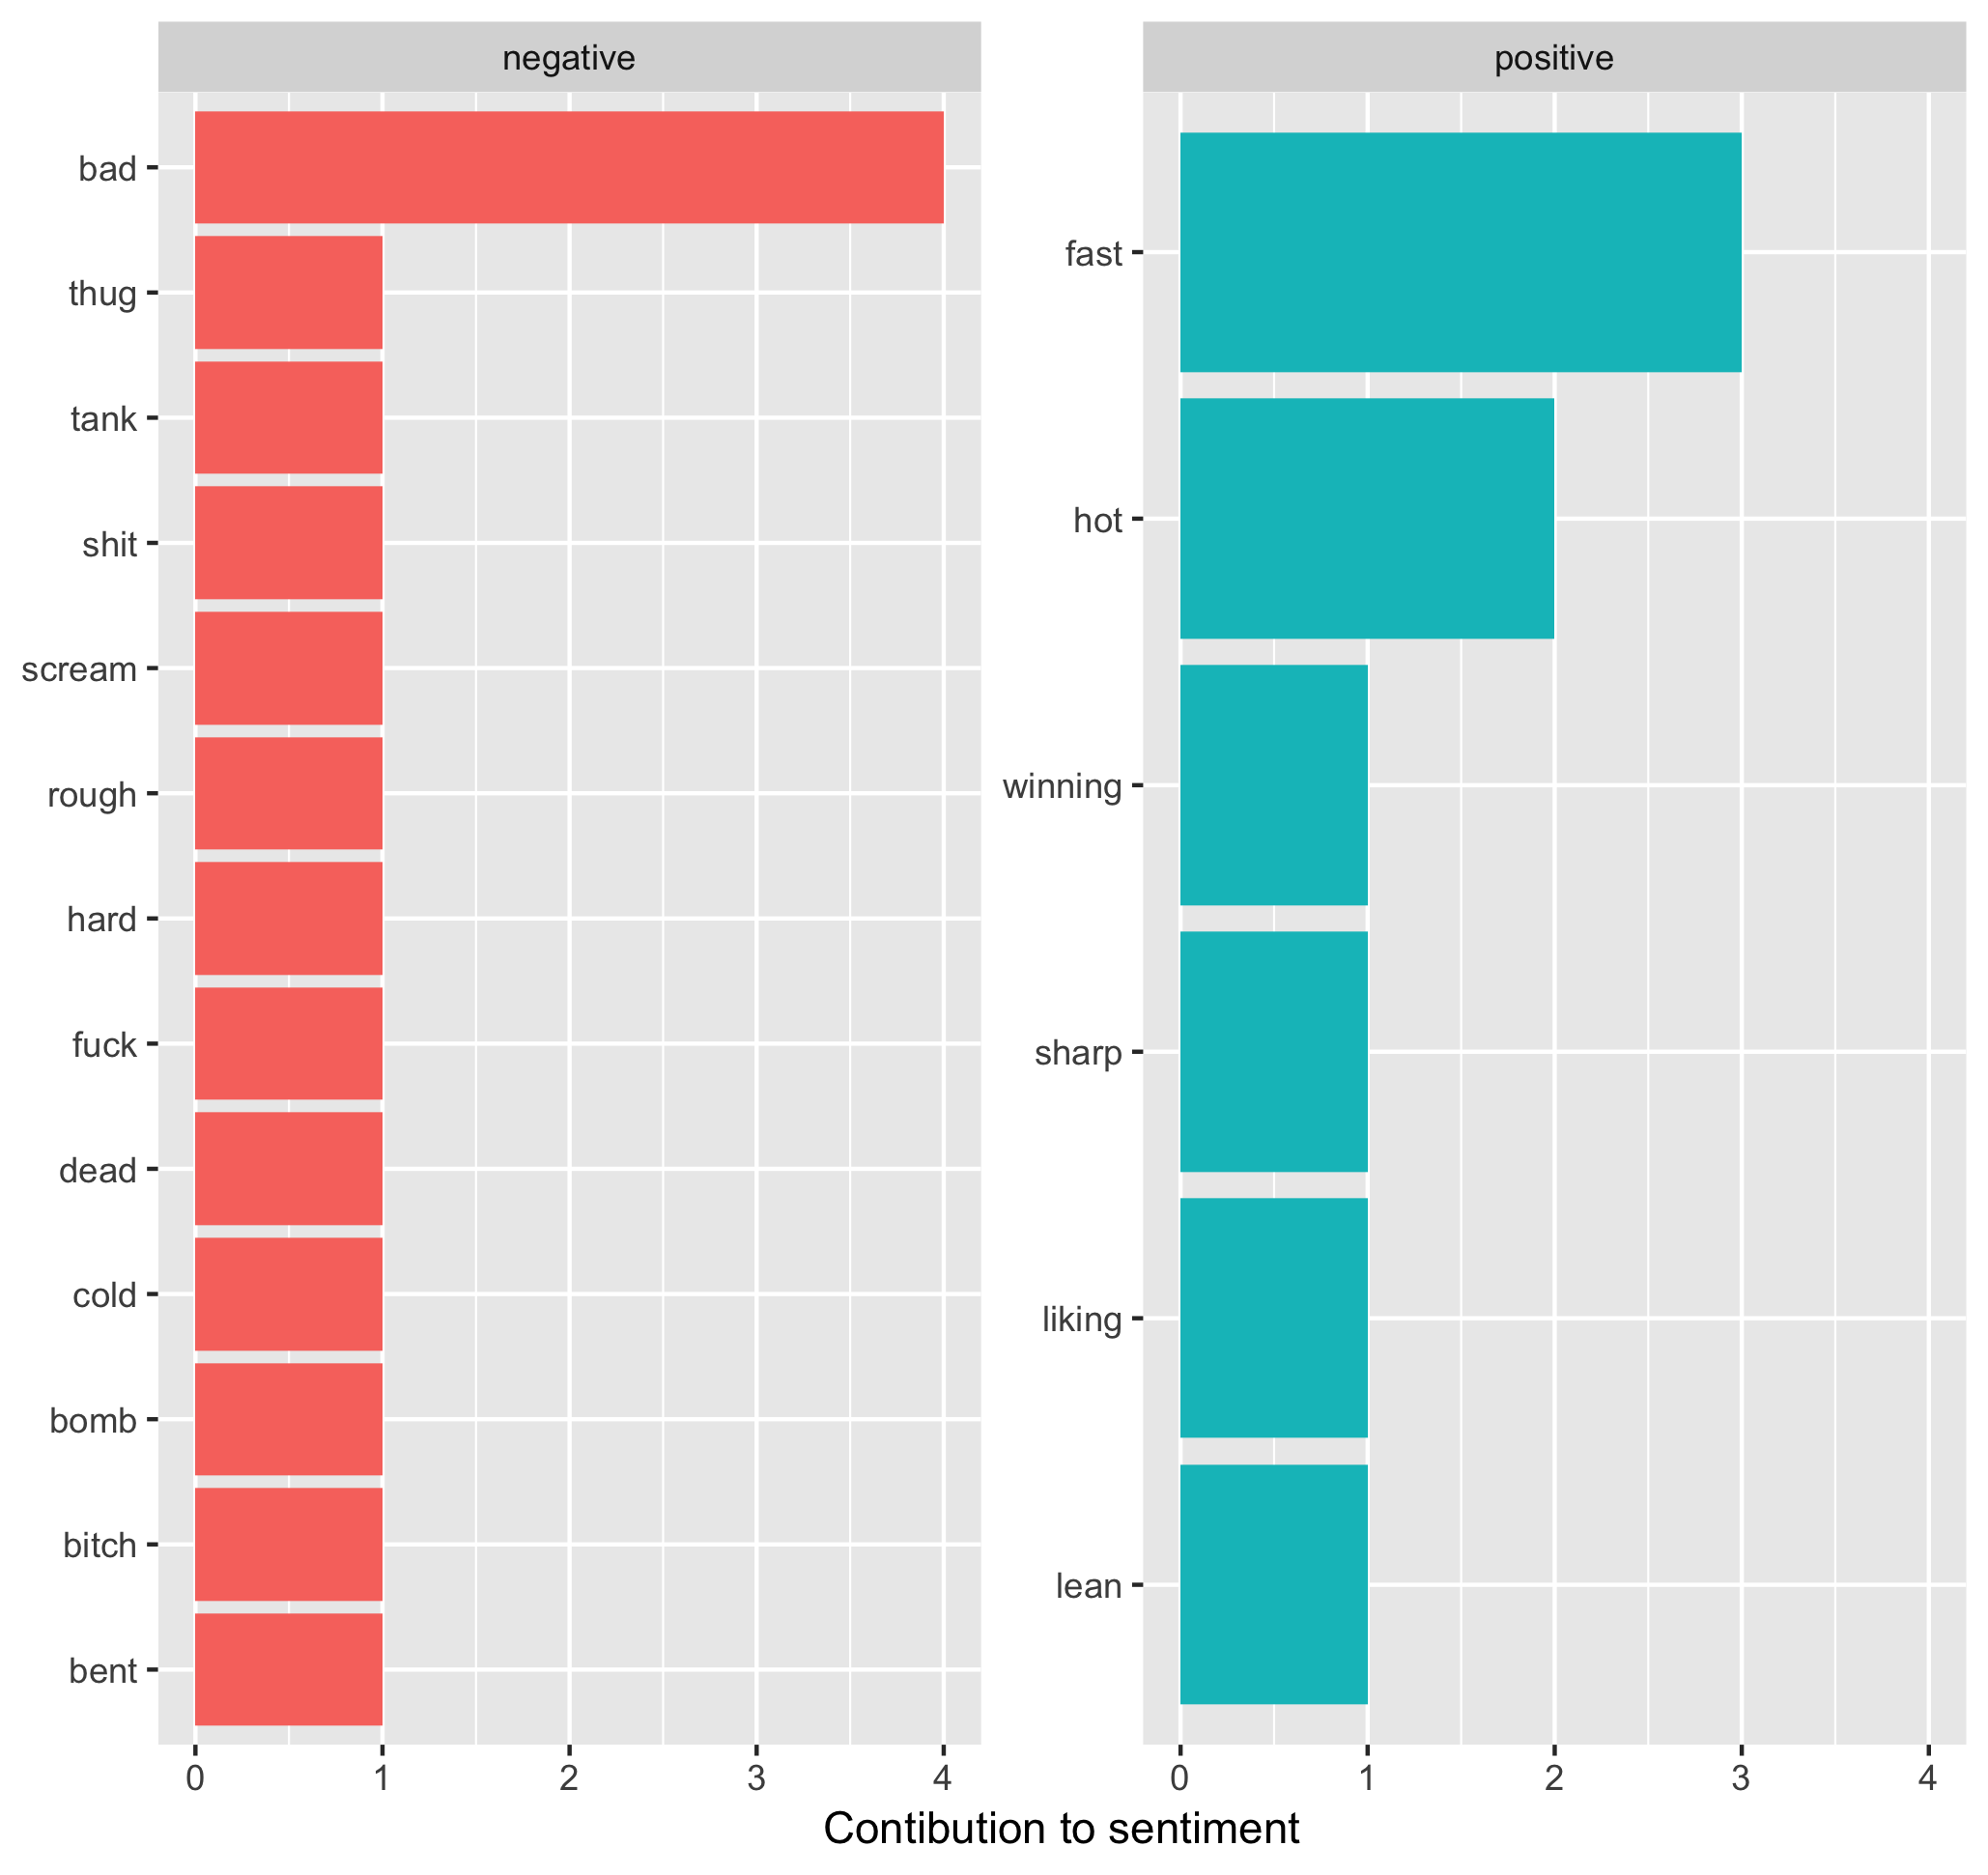 negative
bad
thug
tank
shit
scream
rough
hard
fuck
dead
cold
bomb
bitch
bent
0 1 2 3 4
positive
fast
hot
winning
sharp
liking
lean
0 1 2 3 4
Contibution to sentiment